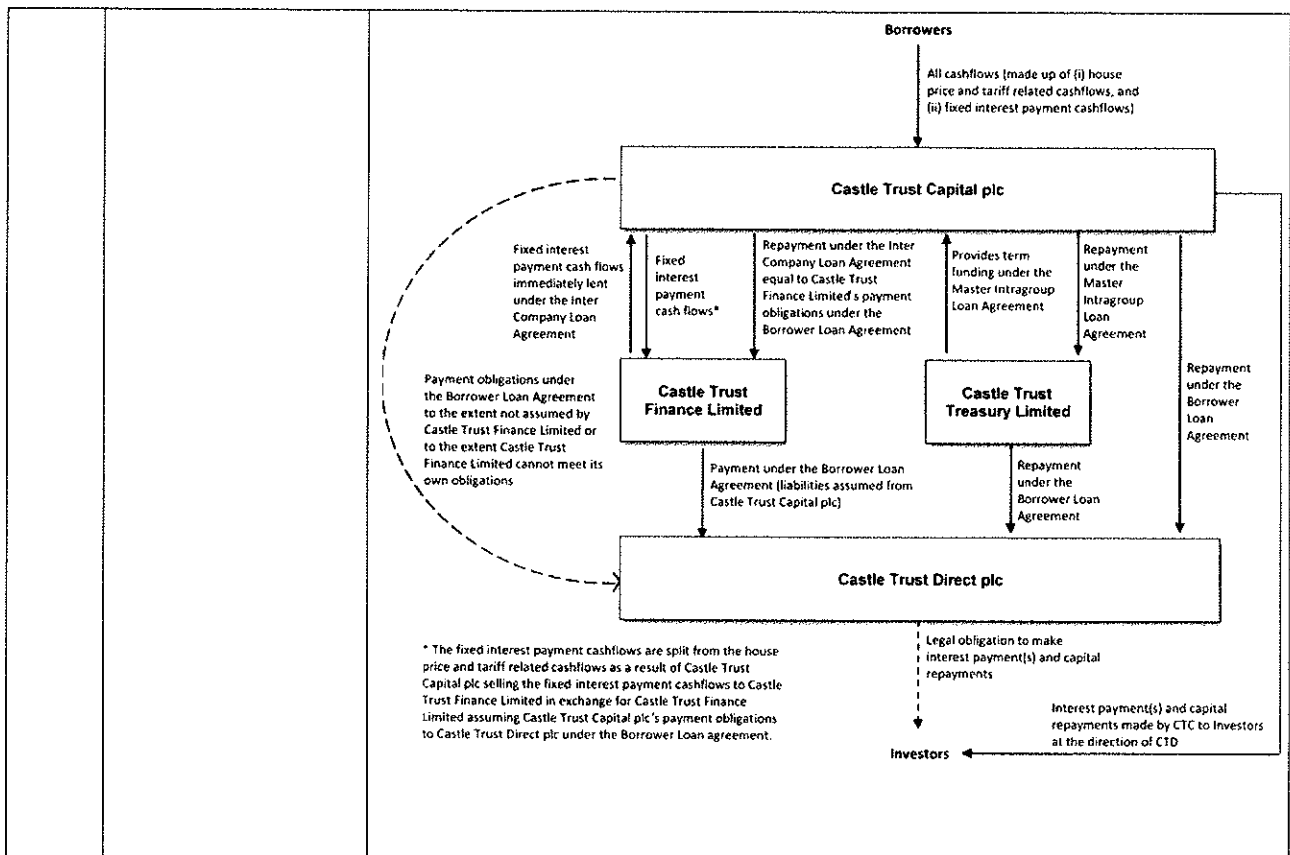 Borrowers
All cashflows (made up of (i) house
price and tariff related cashflows, and
(ii) fixed interest payment cashflows)
Castle Trust Capital plc
Fixed interest
payment cash flows
immediately lent
under the Inter
Company Loan
Agreement
Fixed
interest
payment
cash flows*
Repayment under the Inter
Company Loan Agreement
equal to Castle Trust
Finance Limited's payment
obligations under the
Borrower Loan Agreement
Provides term
funding under the
Master Intragroup
Loan Agreement
Repayment
under the
Master
Intragroup
Loan
Agreement
Payment obligations under
the Borrower Loan Agreement
to the extent not assumed by
Castle Trust Finance Limited or
to the extent Castle Trust
Finance Limited cannot meet its
own obligations
Castle Trust
Finance Limited
Castle Trust
Treasury Limited
Repayment
under the
Borrower
Loan
Agreement
Payment under the Borrower Loan
Agreement (liabilities assumed from
Castle Trust Capital plc)
Repayment
under the
Borrower Loan
Agreement
Castle Trust Direct plc
* The fixed interest payment cashflows are split from the house
price and tariff related cashflows as a result of Castle Trust
Capital plc selling the fixed interest payment cashflows to Castle
Trust Finance Limited in exchange for Castle Trust Finance
Limited assuming Castle Trust Capital plc's payment obligations
to Castle Trust Direct plc under the Borrower Loan agreement.
Legal obligation to make
interest payment(s) and capital
repayments
Interest payment(s) and capital
repayments made by CTC to Investors
at the direction of CTD
Investors